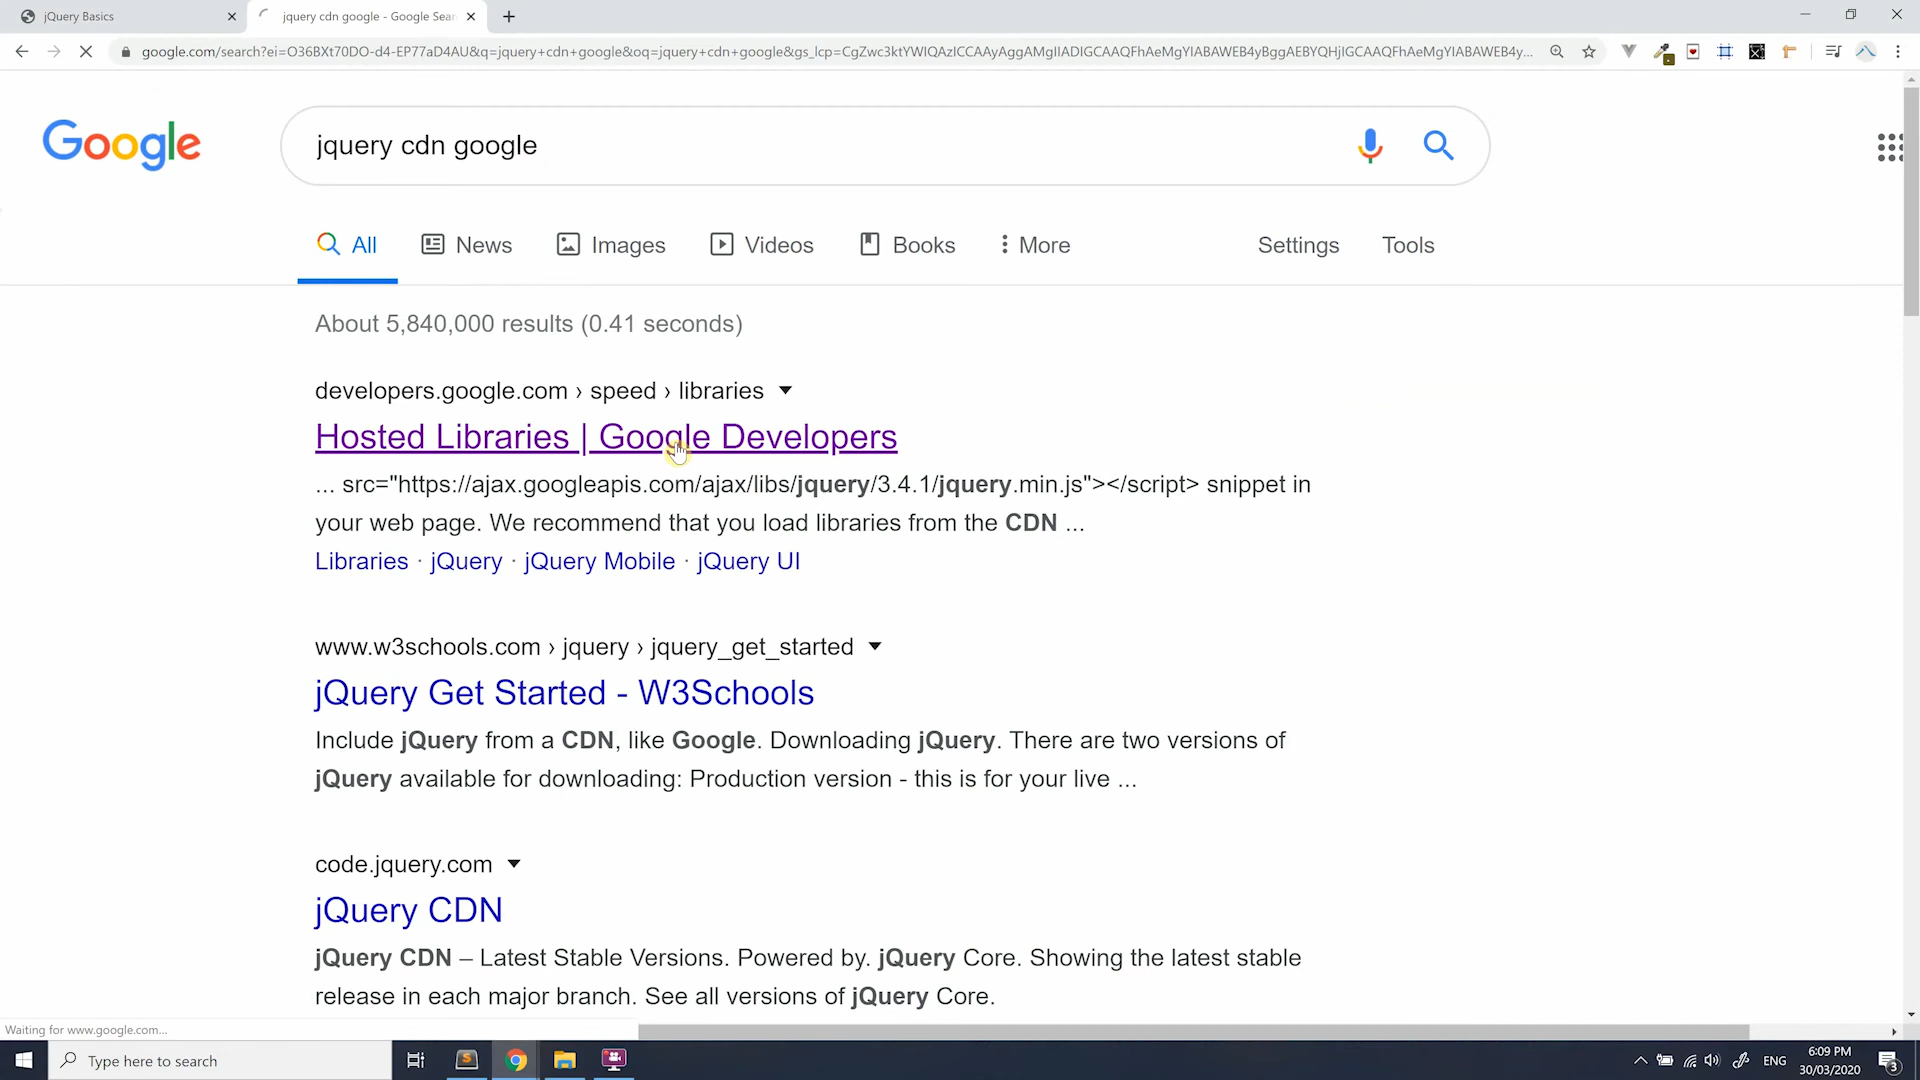 jQuery Basics
jquery cdn google - Google Sear
google.com/search?ei=O36BXt70DO-d4-EP77aD4AU&q=jquery+cdn+google&oq=jquery+cdn+google&gs_lcp=CgZwc3ktYWIQAzICCAAyAggAMgIIADIGCAAQFhAeMgYIABAWEB4yBggAEBYQHjIGCAAQFhAeMgYIABAWEB4y...
Google
jquery cdn google
All
News
Images
Videos
Books
More
Settings
Tools
About 5,840,000 results (0.41 seconds)
developers.google.com › speed › libraries
Hosted Libraries | Google Developers
... src="https://ajax.googleapis.com/ajax/libs/jquery/3.4.1/jquery.min.js"></script> snippet in
your web page. We recommend that you load libraries from the CDN ...
Libraries · jQuery · jQuery Mobile · jQuery UI
www.w3schools.com › jquery › jquery_get_started
jQuery Get Started - W3Schools
Include jQuery from a CDN, like Google. Downloading jQuery. There are two versions of
jQuery available for downloading: Production version - this is for your live ...
code.jquery.com
jQuery CDN
jQuery CDN – Latest Stable Versions. Powered by. jQuery Core. Showing the latest stable
release in each major branch. See all versions of jQuery Core.
Waiting for www.google.com...
Type here to search
ENG
6:09 PM
30/03/2020
3